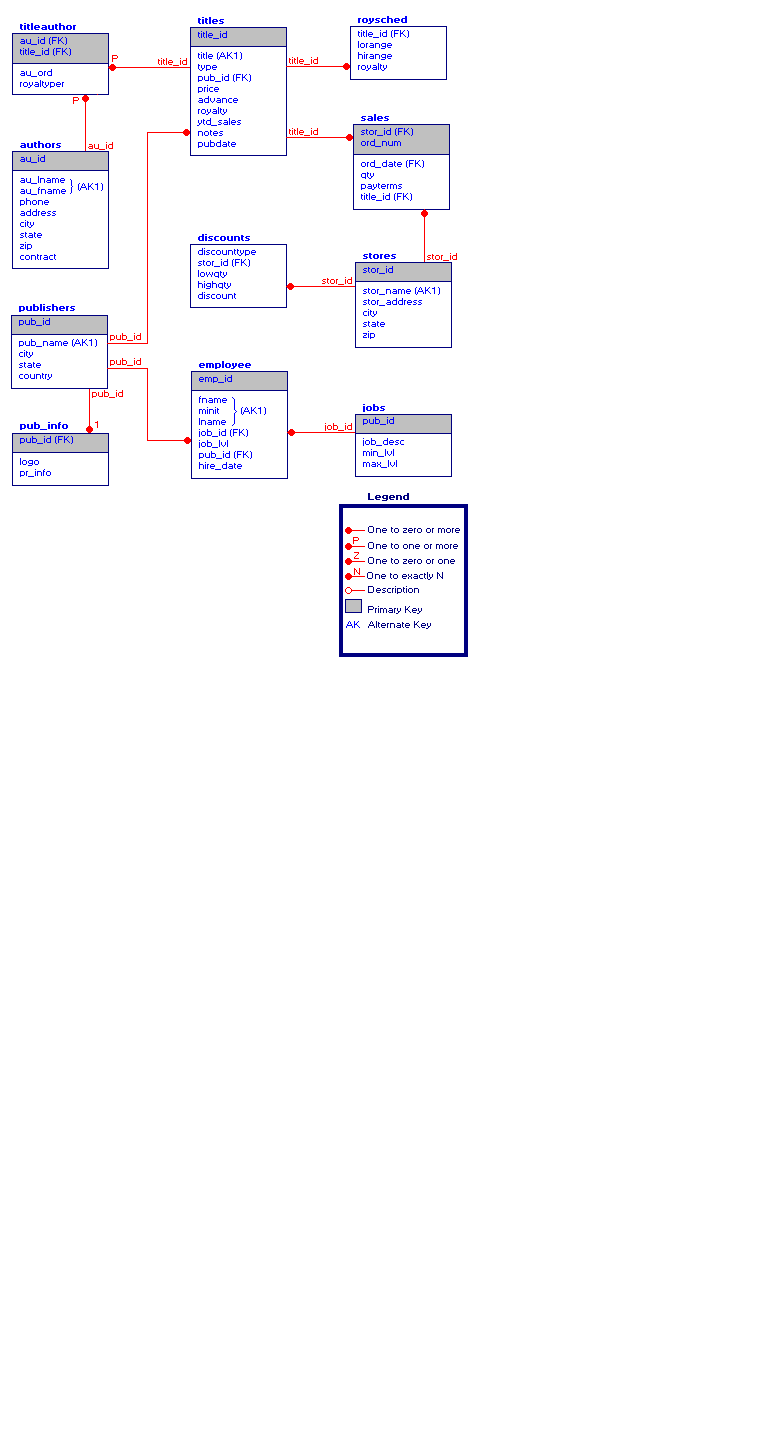 titleauthor
au_id (FK)
title_id (FK)
au_ord
royaltyper
P
title_id
titles
title_id
title (AK1)
type
pub_id (FK)
price
advance
royalty
ytd_sales
notes
pubdate
title_id
roysched
title_id (FK)
lorange
hirange
royalty
title_id
sales
stor_id (FK)
ord_num
ord_date (FK)
qty
payterms
title_id (FK)
P
au_id
authors
au_id
au_lname
au_fname
(AK1)
phone
address
city
state
zip
contract
discounts
discounttype
stor_id (FK)
lowqty
highqty
discount
stor_id
stor_id
stores
stor_id
stor_name (AK1)
stor_address
city
state
zip
publishers
pub_id
pub_name (AK1)
city
state
country
pub_id
pub_id
pub_id
1
pub_info
pub_id (FK)
logo
pr_info
employee
emp_id
fname
minit
lname
(AK1)
job_id (FK)
job_lvl
pub_id (FK)
hire_date
job_id
jobs
pub_id
job_desc
min_lvl
max_lvl
Legend
One to zero or more
P One to one or more
Z One to zero or one
N One to exactly N
Description
Primary Key
AK Alternate Key